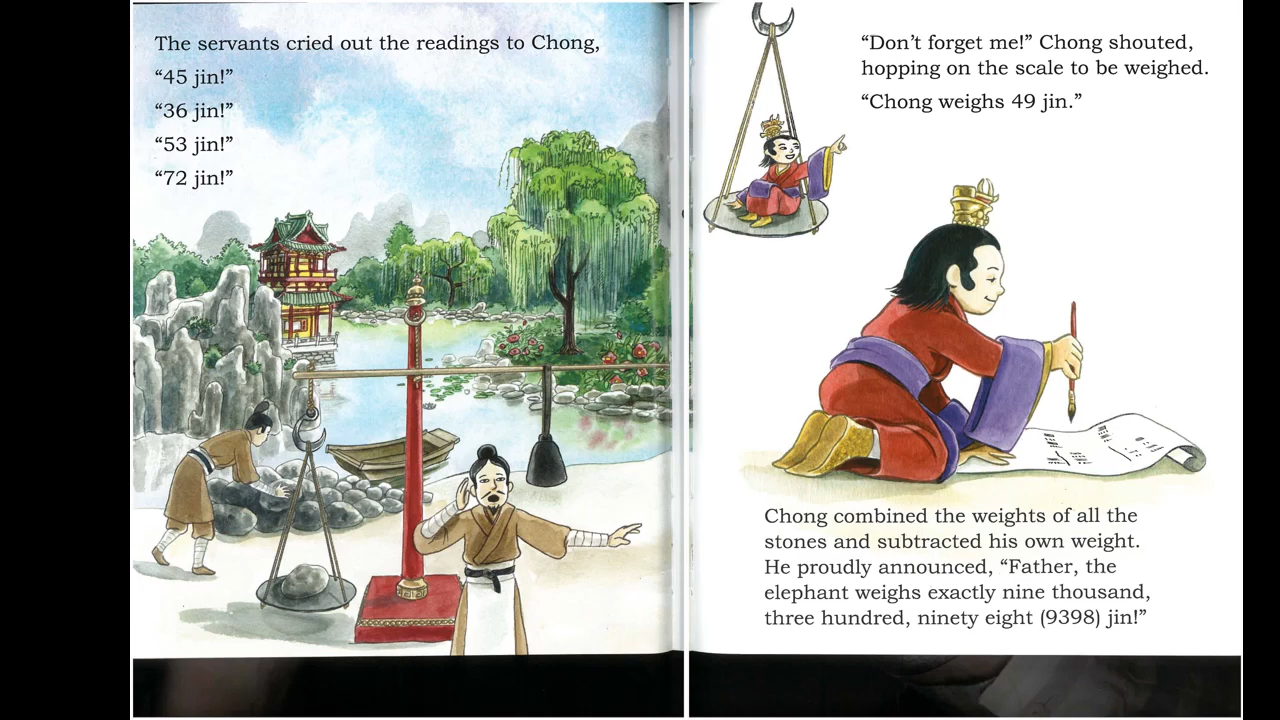 The servants cried out the readings to Chong,
“45 jin!”
“36 jin!”
“53 jin!”
“72 jin!”
“Don’t forget me!” Chong shouted,
hopping on the scale to be weighed.
“Chong weighs 49 jin.”
Chong combined the weights of all the
stones and subtracted his own weight.
He proudly announced, “Father, the
elephant weighs exactly nine thousand,
three hundred, ninety eight (9398) jin!”